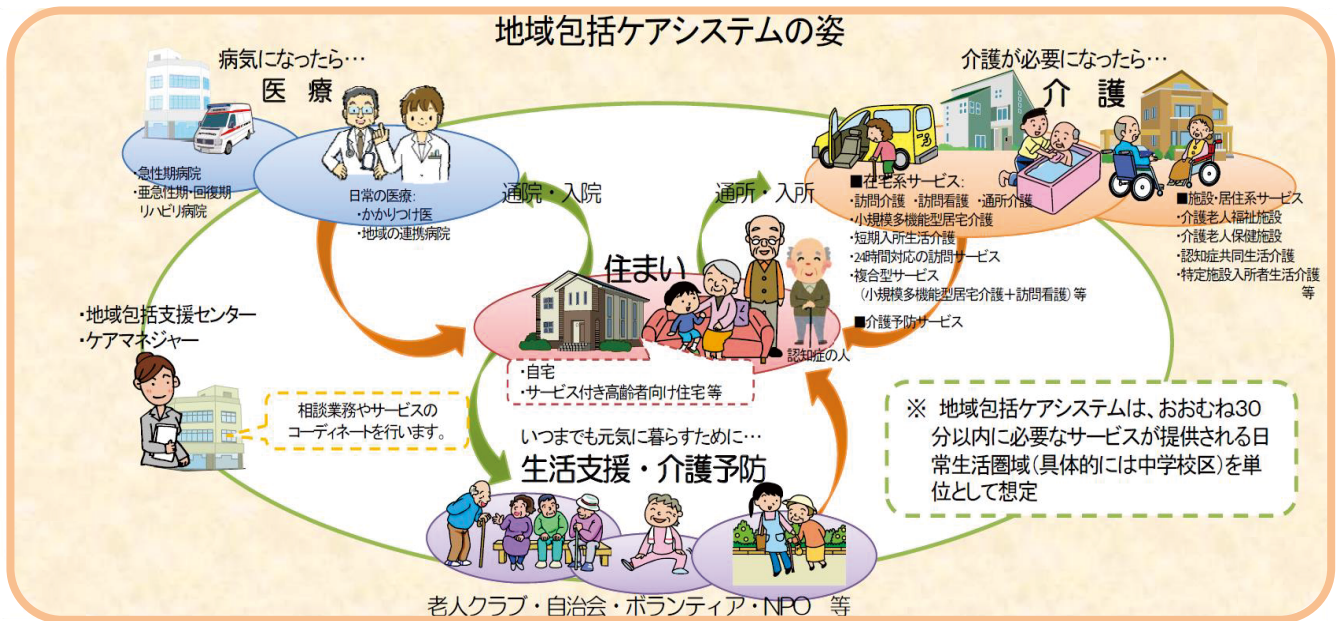 地域包括ケアシステムの姿
病気になったら…
医 療
・急性期病院
・亜急性期・回復期
リハビリ病院
日常の医療:
・かかりつけ医
・地域の連携病院
通院・入院
通所・入所
介護が必要になったら…
介 護
■在宅系サービス:
・訪問介護 ・訪問看護 ・通所介護
・小規模多機能型居宅介護
・短期入所生活介護
・24時間対応の訪問サービス
・複合型サービス
(小規模多機能型居宅介護+訪問看護)等
■介護予防サービス
■施設・居住系サービス
・介護老人福祉施設
・介護老人保健施設
・認知症共同生活介護
・特定施設入所者生活介護
等
住まい
認知症の人
・自宅
・サービス付き高齢者向け住宅等
・地域包括支援センター
・ケアマネジャー
相談業務やサービスの
コーディネートを行います。
いつまでも元気に暮らすために…
生活支援・介護予防
老人クラブ・自治会・ボランティア・NPO 等
※ 地域包括ケアシステムは、おおむね30
分以内に必要なサービスが提供される日
常生活圏域(具体的には中学校区)を単
位として想定